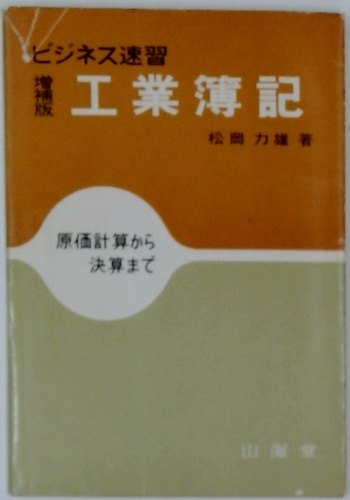 ビジネス速習
増補版 工業簿記
松岡力雄 著
原価計算から
決算まで
山海堂